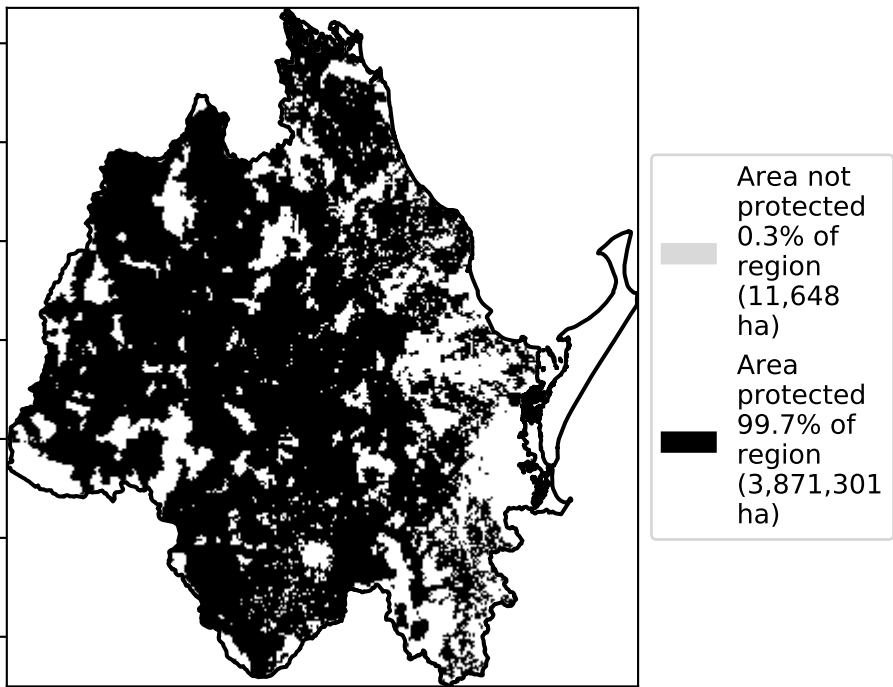 Area not
protected
0.3% of
region
(11,648
ha)
Area
protected
99.7% of
region
(3,871,301
ha)